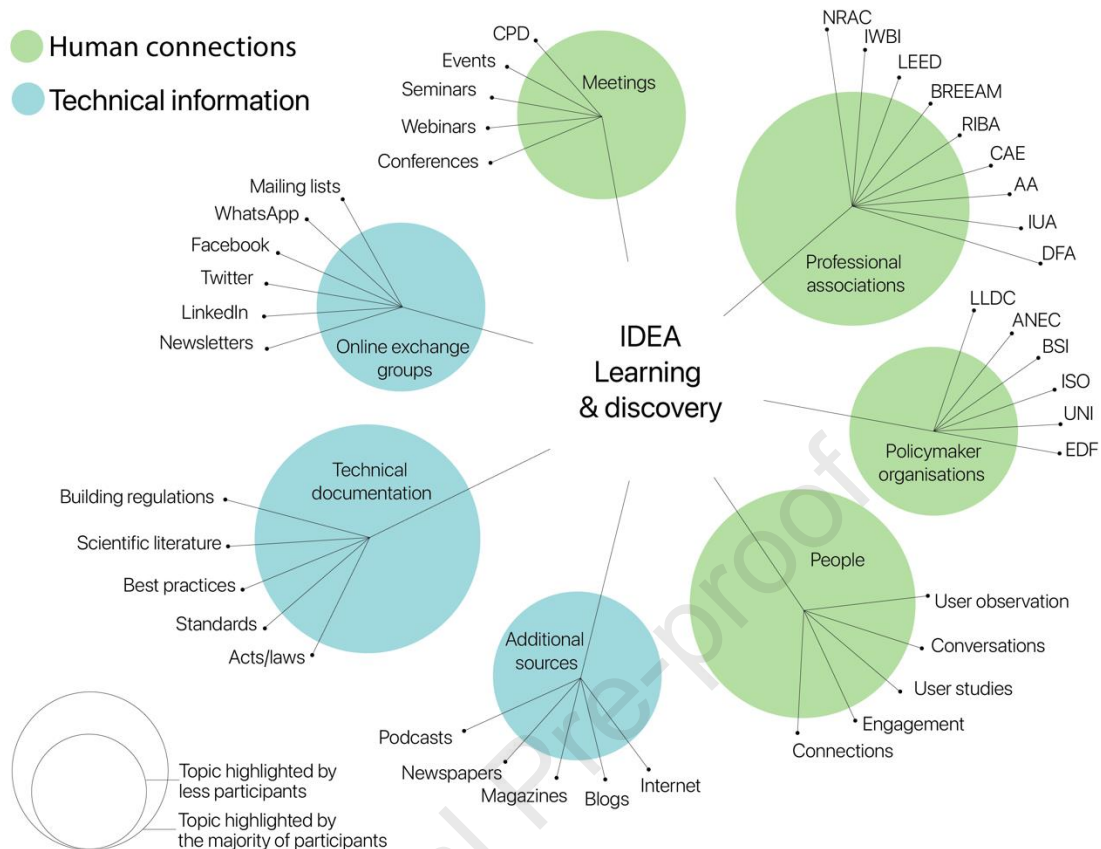 Human connections
Technical information
CPD
Events
Seminars
Webinars
Conferences
Meetings
NRAC
IWBI
LEED
BREEAM
RIBA
CAE
AA
IUA
DFA
Professional
associations
Mailing lists
WhatsApp
Facebook
Twitter
LinkedIn
Newsletters
Online exchange
groups
IDEA
Learning
& discovery
LLDC
ANEC
BSI
ISO
UNI
EDF
Policymaker
organisations
Technical
documentation
Building regulations
Scientific literature
Best practices
Standards
Acts/laws
People
User observation
Conversations
User studies
Engagement
Connections
Additional
sources
Podcasts
Newspapers
Magazines
Blogs
Internet
Topic highlighted by
less participants
Topic highlighted by
the majority of participants
l Pre-proof